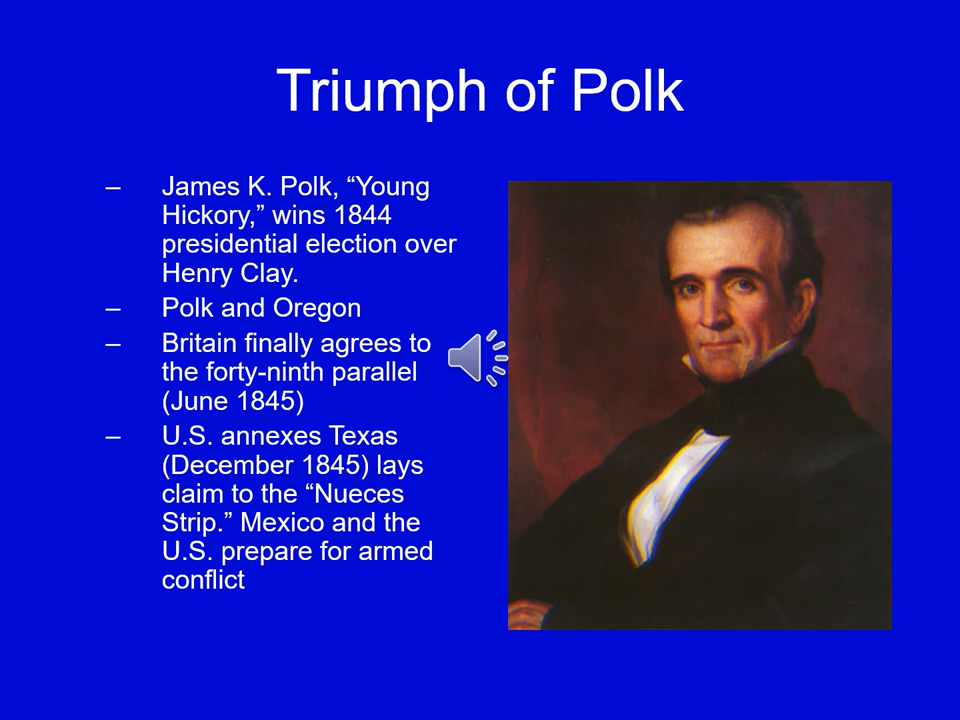 Triumph of Polk
– James K. Polk, “Young
Hickory,” wins 1844
presidential election over
Henry Clay.
– Polk and Oregon
– Britain finally agrees to
the forty-ninth parallel
(June 1845)
– U.S. annexes Texas
(December 1845) lays
claim to the “Nueces
Strip.” Mexico and the
U.S. prepare for armed
conflict